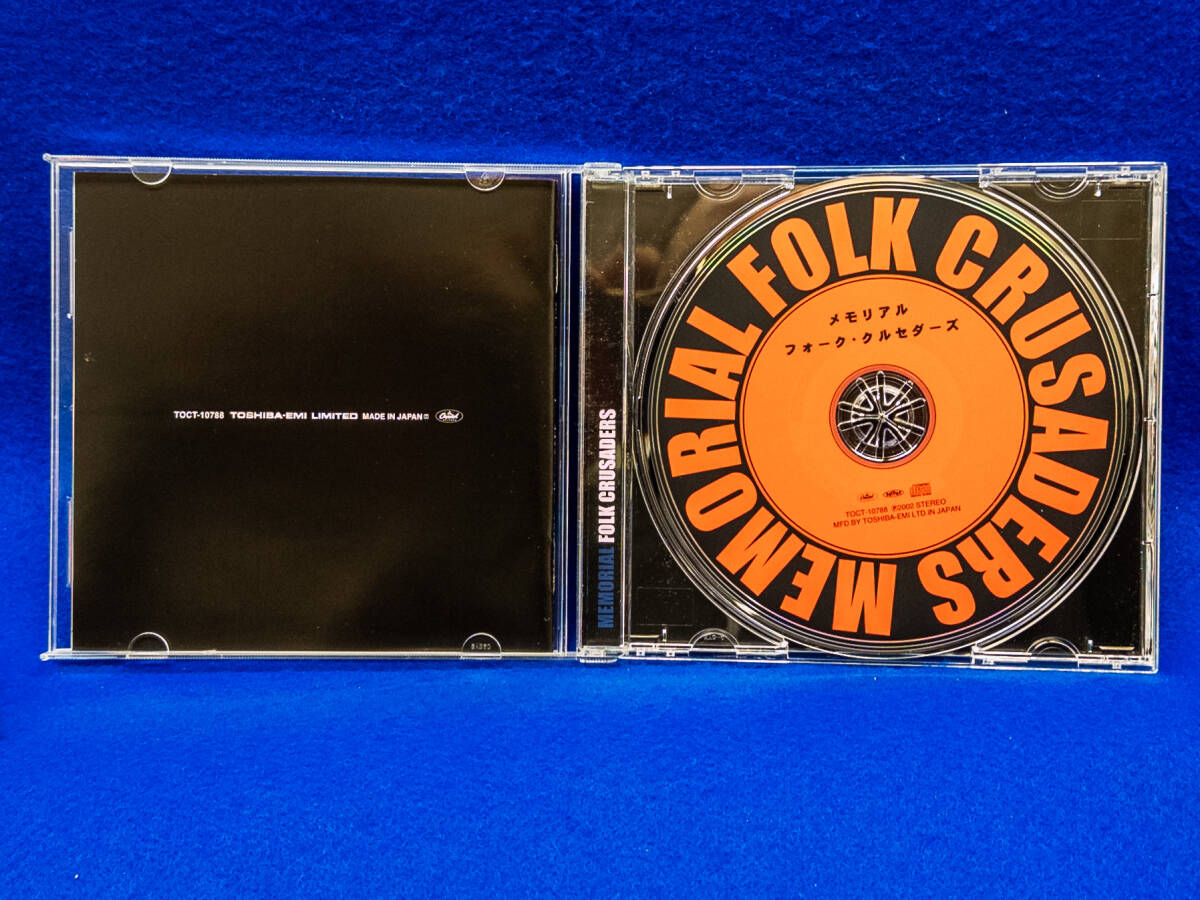 TOCT-10788 TOSHIBA-EMI LIMITED MADE IN JAPAN Capitol
MEMORIAL FOLK CRUSADERS
MEMORIAL FOLK CRUSADERS
メモリアル
フォーク・クルセダーズ
TOCT-10788 ℗2002 STEREO
MFD.BY TOSHIBA-EMI LTD.IN JAPAN